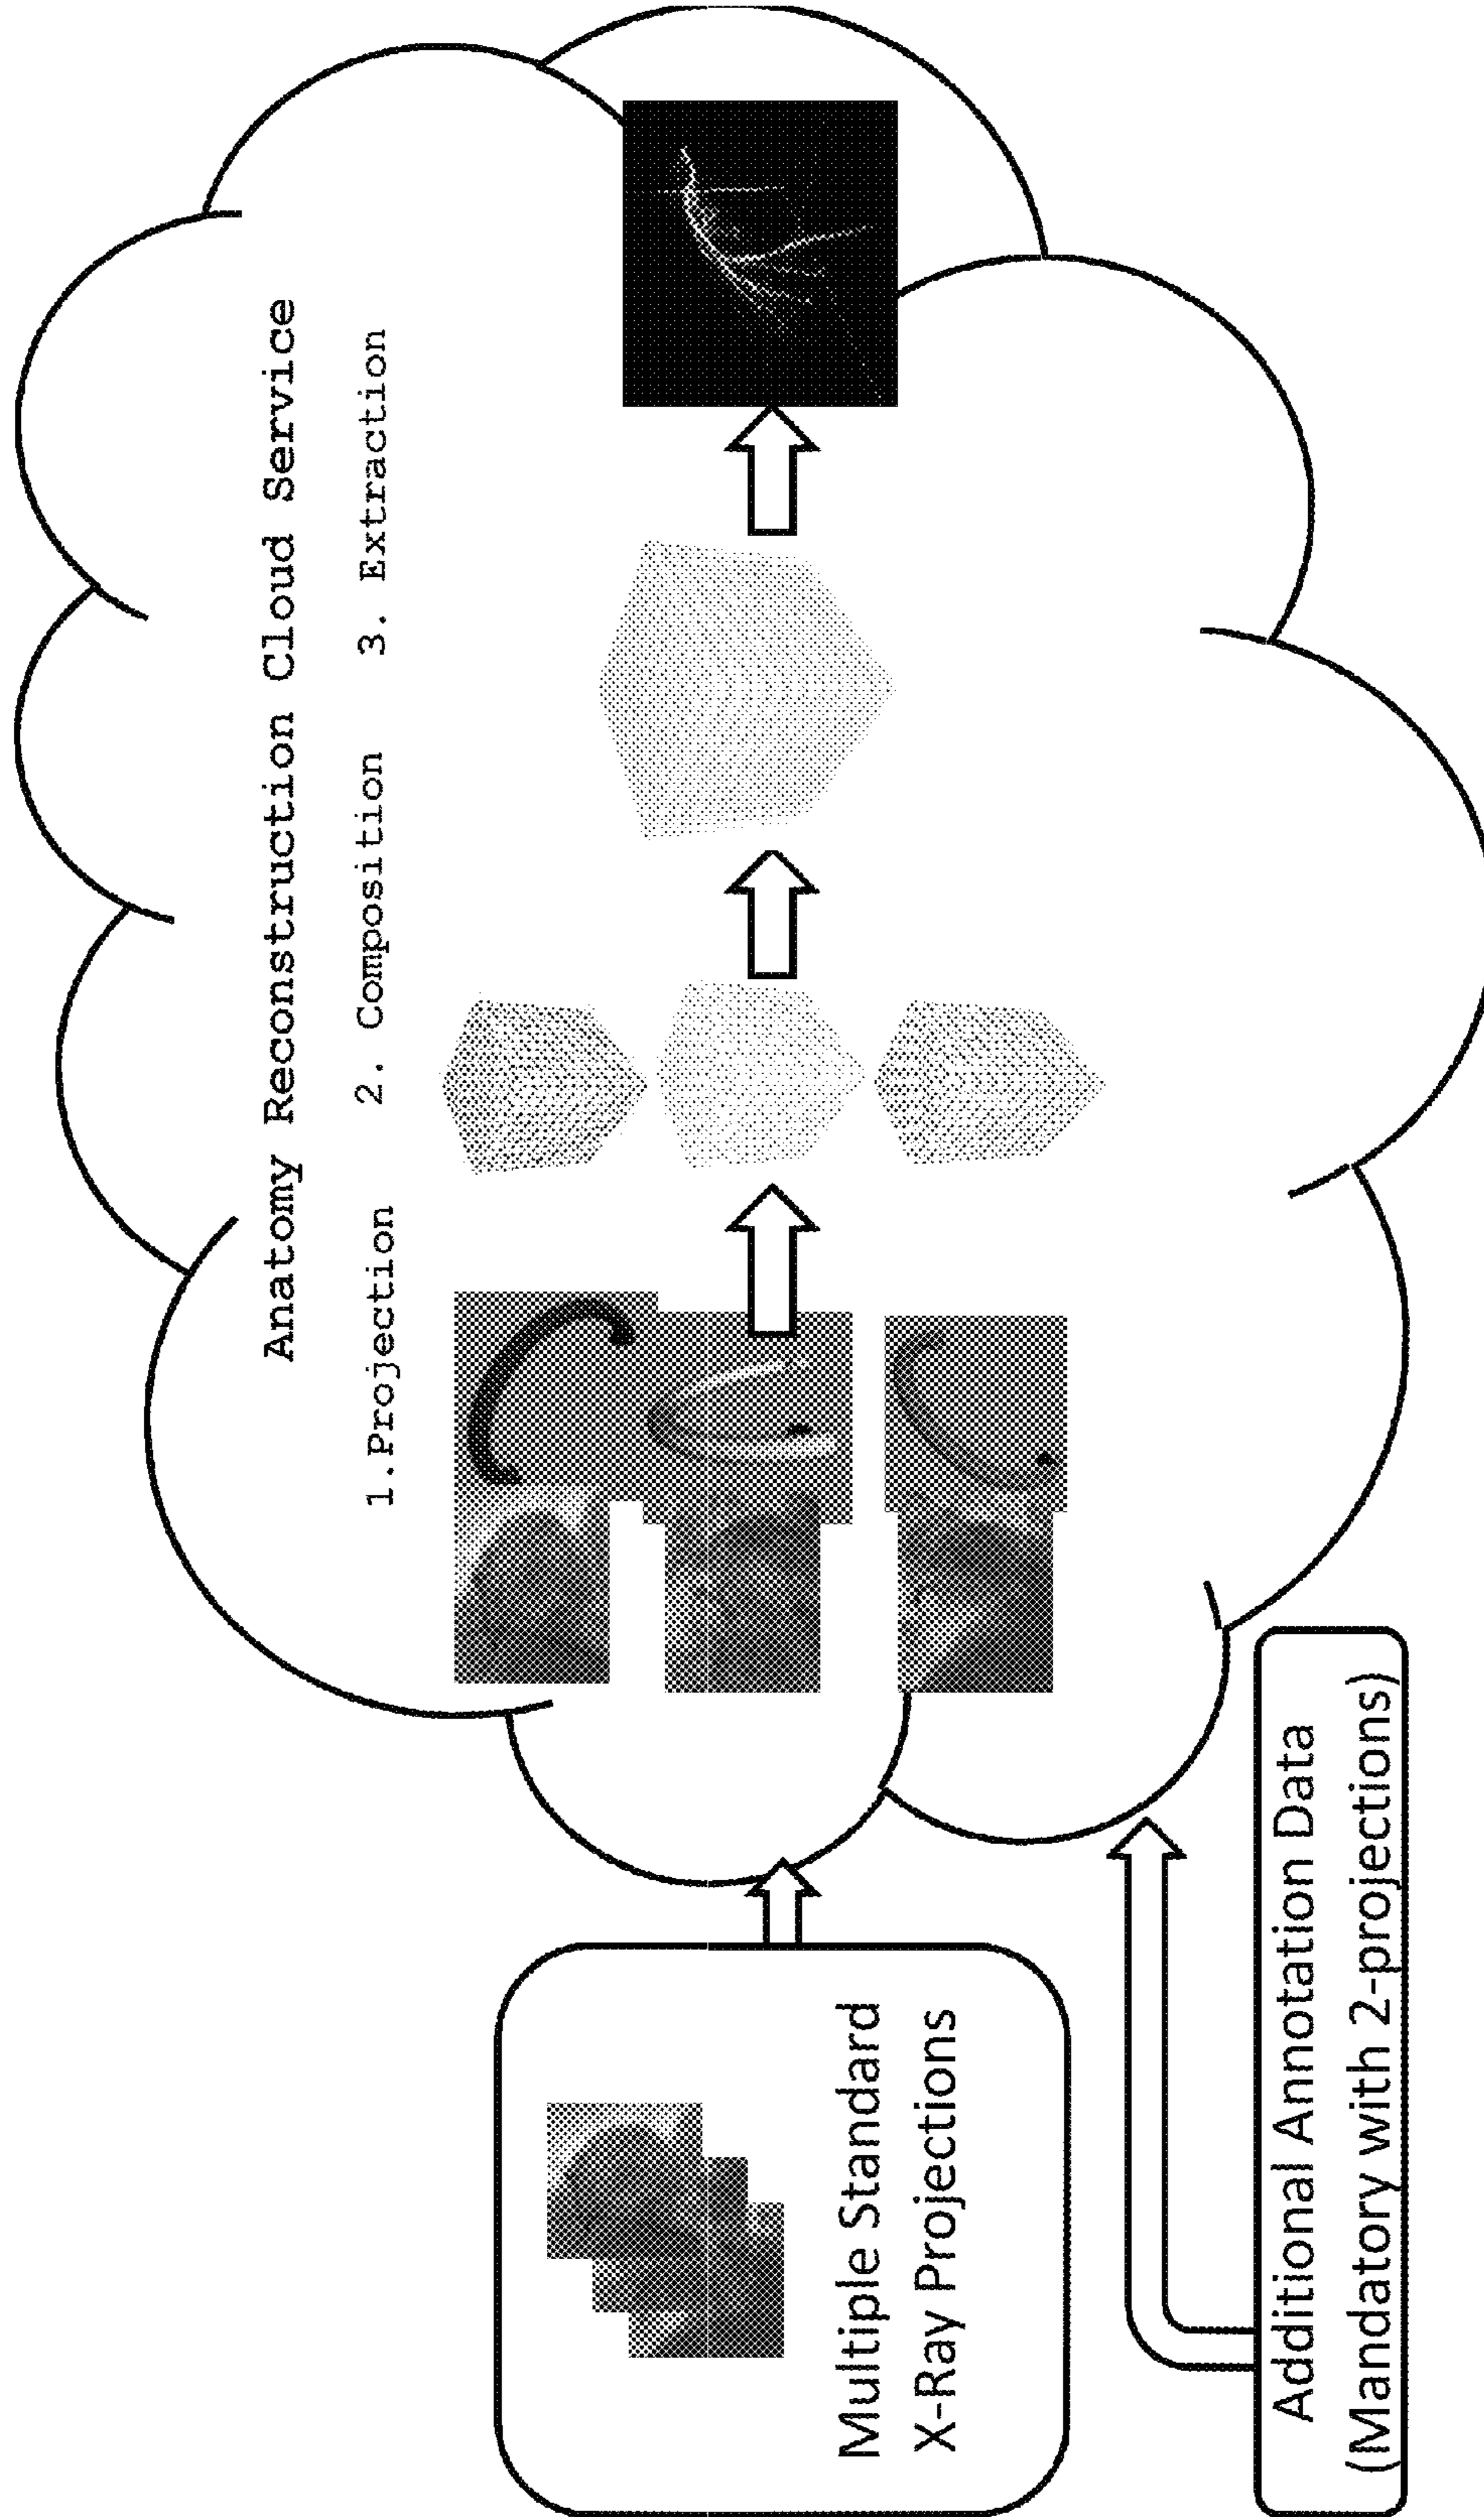 Anatomy Reconstruction Cloud Service
1.Projection 2. Composition 3. Extraction
Multiple Standard
X-Ray Projections
Additional Annotation Data
(Mandatory with 2-projections)